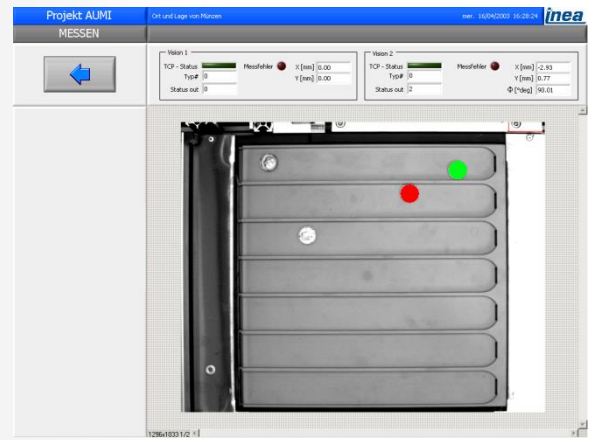 Projekt AUMI
Ort und Lage von Münzen
mer. 16/04/2003 16:28:24
inea
MESSEN
Vision 1
TCP - Status
Messfehler
X [mm] 0.00
Typ# 0
Y [mm] 0.00
Status out 0
Vision 2
TCP - Status
Messfehler
X [mm] -2.93
Typ# 0
Y [mm] 0.77
Status out 2
Φ [°deg] 90.01
1296x1033 1/2